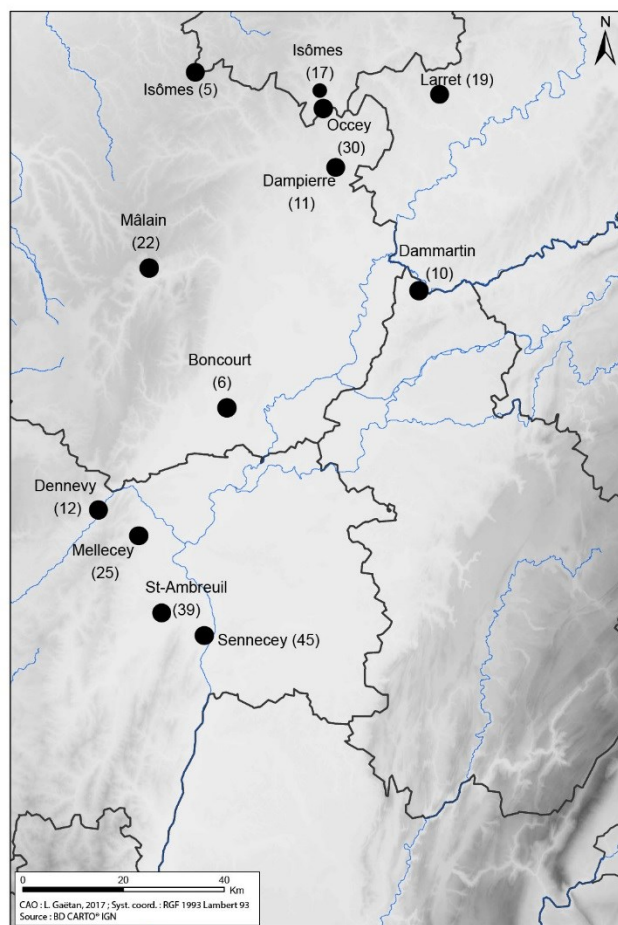 N
Isômes
(17)
Isômes (5)
Larret (19)
Occey
(30)
Dampierre
(11)
Mâlain
(22)
Dammartin
(10)
Boncourt
(6)
Dennevy
(12)
Mellecey
(25)
St-Ambreuil
(39)
Sennecey (45)
0 20 40
Km
CAO : L. Gaëtan, 2017 ; Syst. coord. : RGF 1993 Lambert 93
Source : BD CARTO® IGN